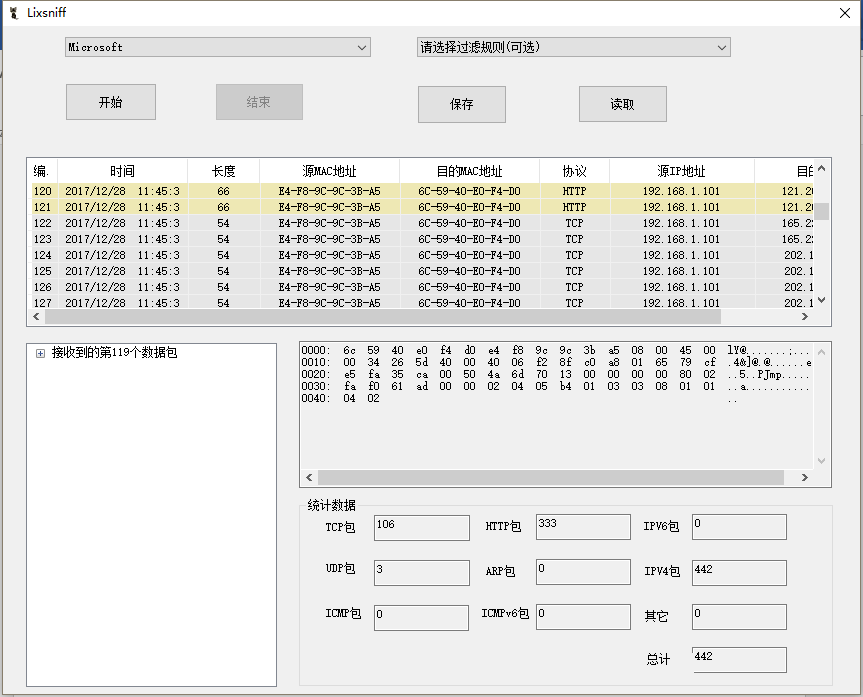 Lixsniff
Microsoft 请选择过滤规则(可选)
开始 结束 保存 读取
编. 时间 长度 源MAC地址 目的MAC地址 协议 源IP地址 目的
120 2017/12/28 11:45:3 66 E4-F8-9C-9C-3B-A5 6C-59-40-E0-F4-D0 HTTP 192.168.1.101 121.20
121 2017/12/28 11:45:3 66 E4-F8-9C-9C-3B-A5 6C-59-40-E0-F4-D0 HTTP 192.168.1.101 121.20
122 2017/12/28 11:45:3 54 E4-F8-9C-9C-3B-A5 6C-59-40-E0-F4-D0 TCP 192.168.1.101 165.22
123 2017/12/28 11:45:3 54 E4-F8-9C-9C-3B-A5 6C-59-40-E0-F4-D0 TCP 192.168.1.101 165.22
124 2017/12/28 11:45:3 54 E4-F8-9C-9C-3B-A5 6C-59-40-E0-F4-D0 TCP 192.168.1.101 202.1
125 2017/12/28 11:45:3 54 E4-F8-9C-9C-3B-A5 6C-59-40-E0-F4-D0 TCP 192.168.1.101 202.1
126 2017/12/28 11:45:3 54 E4-F8-9C-9C-3B-A5 6C-59-40-E0-F4-D0 TCP 192.168.1.101 202.1
127 2017/12/28 11:45:3 54 E4-F8-9C-9C-3B-A5 6C-59-40-E0-F4-D0 TCP 192.168.1.101 202.1
接收到的第119个数据包
0000: 6c 59 40 e0 f4 d0 e4 f8 9c 9c 3b a5 08 00 45 00 lY@.......;...
0010: 00 34 26 5d 40 00 40 06 f2 8f c0 a8 01 65 79 cf .4&]@.@......e
0020: e5 fa 35 ca 00 50 4a 6d 70 13 00 00 00 00 80 02 ..5..PJmp.....
0030: fa f0 61 ad 00 00 02 04 05 b4 01 03 03 08 01 01 ..a...........
0040: 04 02 ..
统计数据
TCP包 106 HTTP包 333 IPV6包 0
UDP包 3 ARP包 0 IPV4包 442
ICMP包 0 ICMPv6包 0 其它 0
总计 442